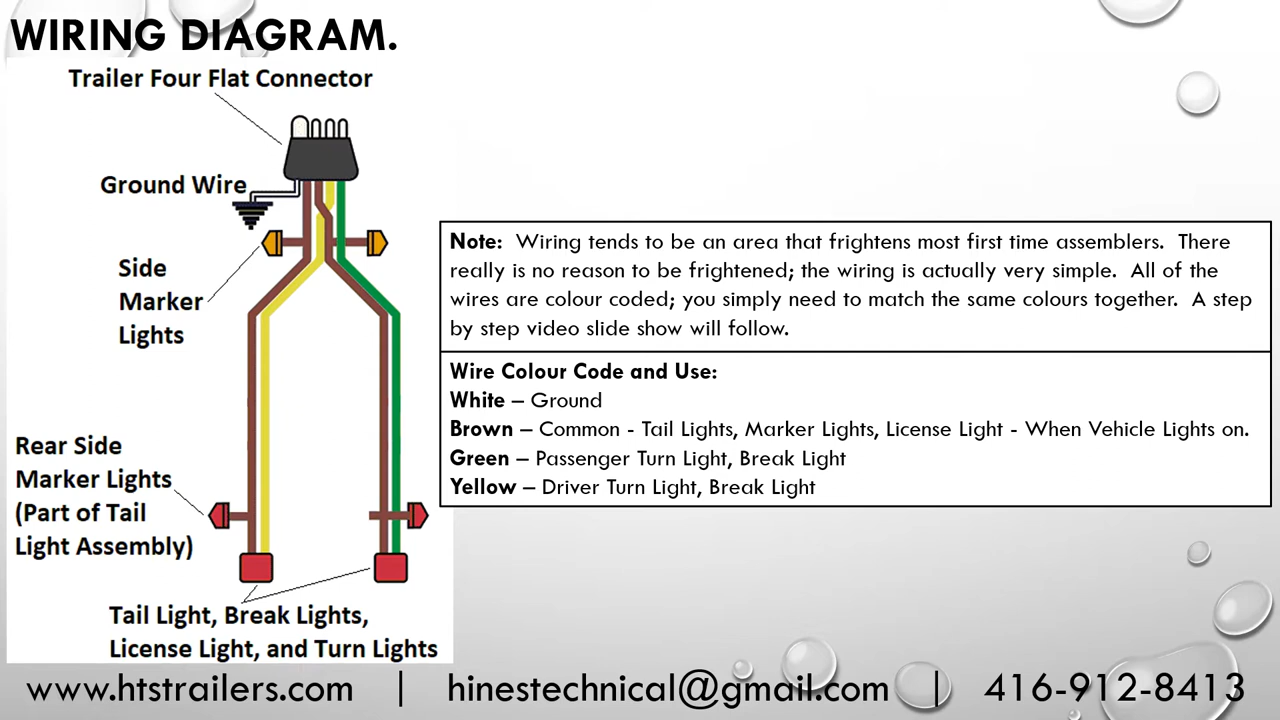 WIRING DIAGRAM.
Trailer Four Flat Connector
Ground Wire
Side
Marker
Lights
Rear Side
Marker Lights
(Part of Tail
Light Assembly)
Tail Light, Break Lights,
License Light, and Turn Lights
Note: Wiring tends to be an area that frightens most first time assemblers. There
really is no reason to be frightened; the wiring is actually very simple. All of the
wires are colour coded; you simply need to match the same colours together. A step
by step video slide show will follow.
Wire Colour Code and Use:
White – Ground
Brown – Common - Tail Lights, Marker Lights, License Light - When Vehicle Lights on.
Green – Passenger Turn Light, Break Light
Yellow – Driver Turn Light, Break Light
www.htstrailers.com | hinestechnical@gmail.com | 416-912-8413